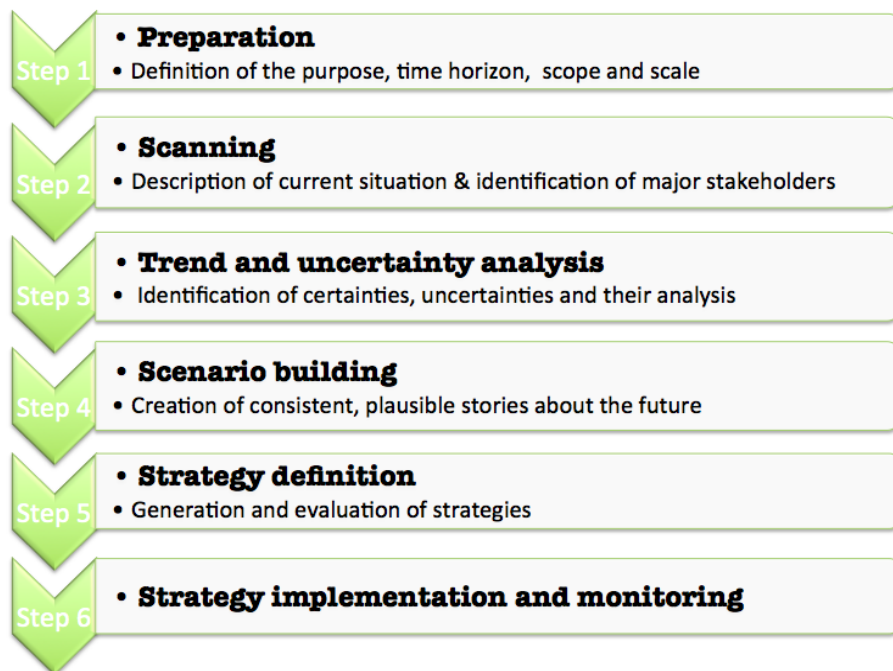 Step 1
• Preparation
• Definition of the purpose, time horizon, scope and scale
Step 2
• Scanning
• Description of current situation & identification of major stakeholders
Step 3
• Trend and uncertainty analysis
• Identification of certainties, uncertainties and their analysis
Step 4
• Scenario building
• Creation of consistent, plausible stories about the future
Step 5
• Strategy definition
• Generation and evaluation of strategies
Step 6
• Strategy implementation and monitoring